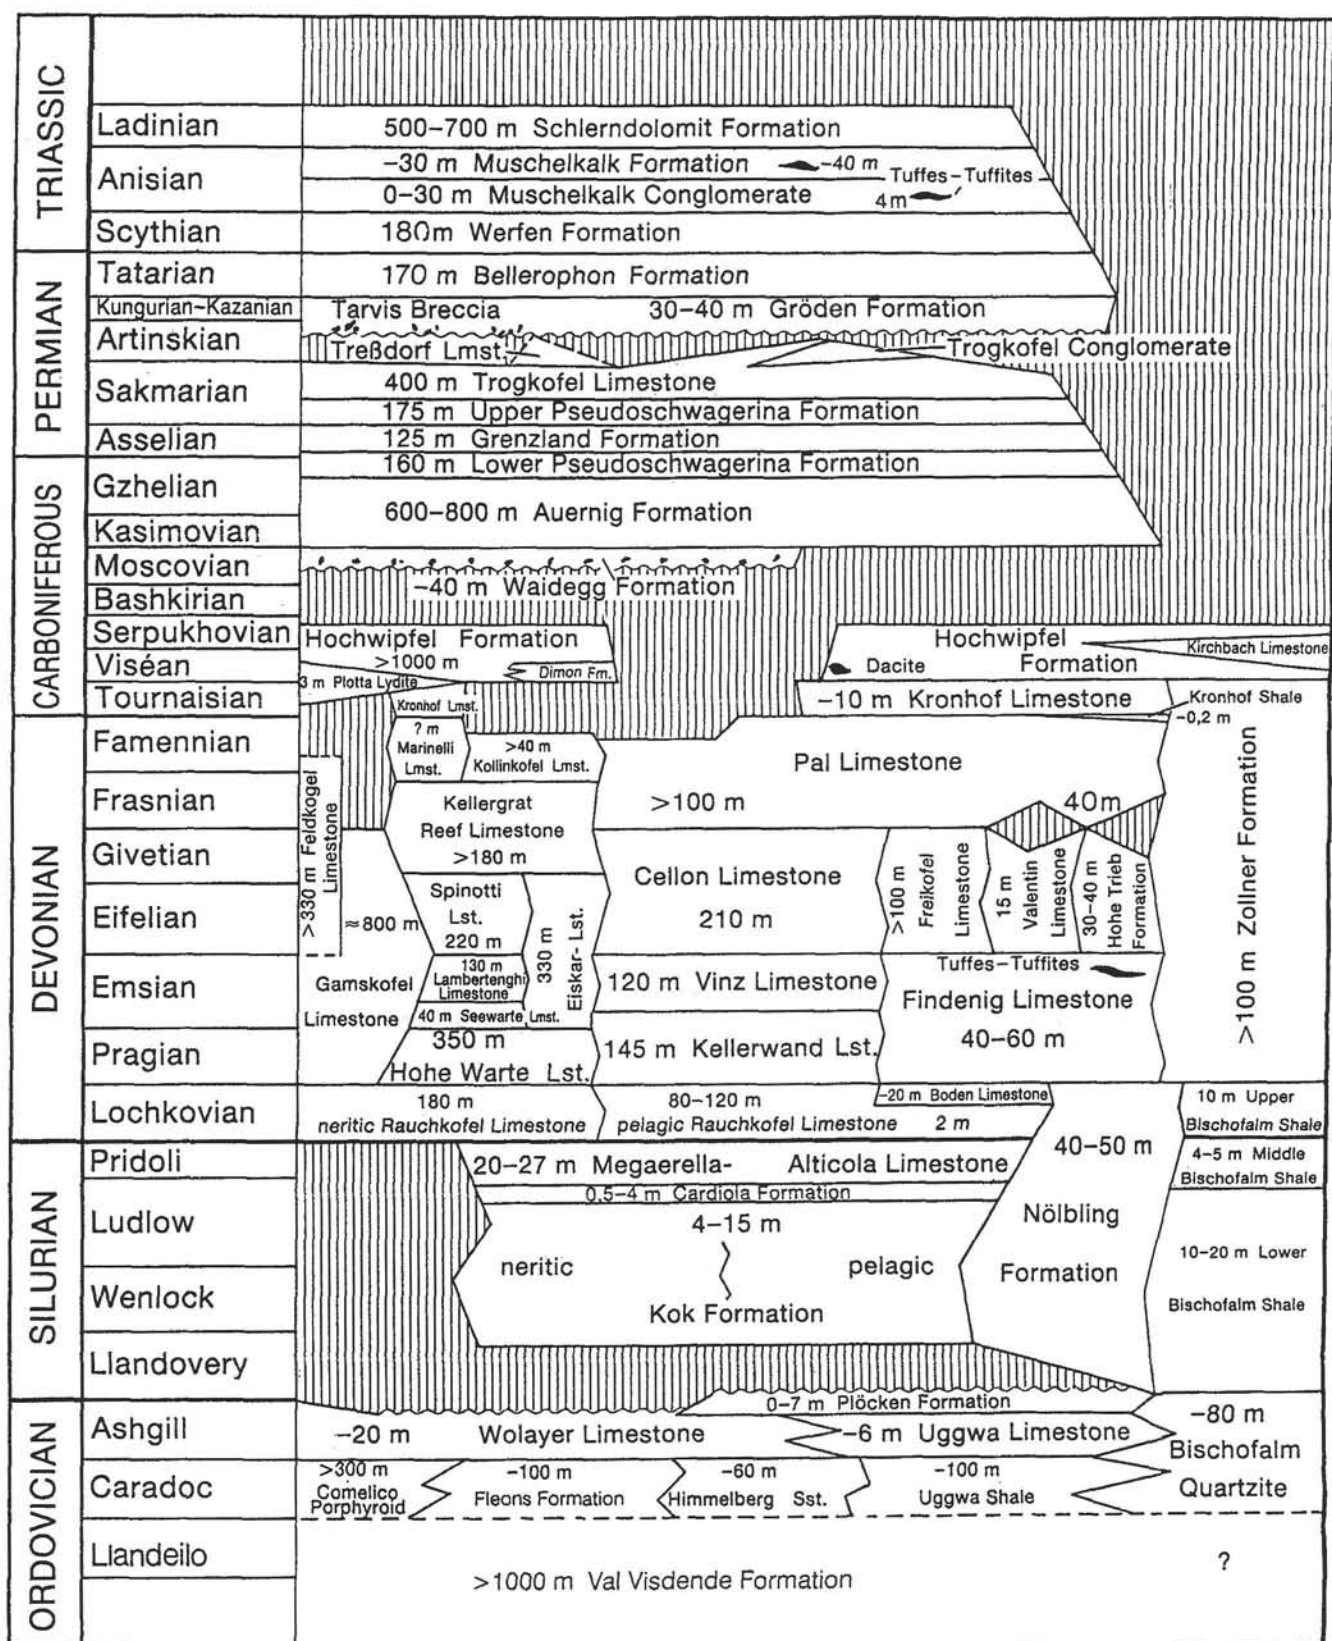 TRIASSIC
Ladinian
500–700 m Schlerndolomit Formation
Anisian
–30 m Muschelkalk Formation
–40 m
Tuffes–Tuffites
0–30 m Muschelkalk Conglomerate
4m
Scythian
180m Werfen Formation
PERMIAN
Tatarian
170 m Bellerophon Formation
Kungurian–Kazanian
Tarvis Breccia
30–40 m Gröden Formation
Artinskian
Treßdorf Lmst.
Trogkofel Conglomerate
Sakmarian
400 m Trogkofel Limestone
175 m Upper Pseudoschwagerina Formation
Asselian
125 m Grenzland Formation
160 m Lower Pseudoschwagerina Formation
CARBONIFEROUS
Gzhelian
600–800 m Auernig Formation
Kasimovian
Moscovian
–40 m Waidegg Formation
Bashkirian
Serpukhovian
Hochwipfel Formation
>1000 m
Hochwipfel
Formation
Kirchbach Limestone
Viséan
Dimon Fm.
Dacite
3 m Plotta Lydite
Tournaisian
Kronhof Lmst.
–10 m Kronhof Limestone
Kronhof Shale
–0,2 m
DEVONIAN
Famennian
? m
Marinelli
Lmst.
>40 m
Kollinkofel Lmst.
Pal Limestone
>100 m
40m
Frasnian
Kellergrat
Reef Limestone
>180 m
>330 m Feldkogel
Limestone
>100 m Zollner Formation
Givetian
Cellon Limestone
210 m
>100 m
Freikofel
Limestone
15 m
Valentin
Limestone
30–40 m
Hohe Trieb
Formation
Eifelian
≈800 m
Spinotti
Lst.
220 m
330 m
Eiskar- Lst.
Emsian
Gamskofel
Limestone
130 m
Lambertenghi
Limestone
40 m Seewarte Lmst.
120 m Vinz Limestone
Tuffes–Tuffites
Findenig Limestone
40–60 m
Pragian
350 m
Hohe Warte Lst.
145 m Kellerwand Lst.
Lochkovian
180 m
neritic Rauchkofel Limestone
80–120 m
pelagic Rauchkofel Limestone
–20 m Boden Limestone
2 m
10 m Upper
Bischofalm Shale
SILURIAN
Pridoli
20–27 m Megaerella- Alticola Limestone
40–50 m
Nölbling
Formation
4–5 m Middle
Bischofalm Shale
0,5–4 m Cardiola Formation
Ludlow
4–15 m
neritic
pelagic
Kok Formation
10–20 m Lower
Bischofalm Shale
Wenlock
Llandovery
ORDOVICIAN
0–7 m Plöcken Formation
Ashgill
–20 m Wolayer Limestone
–6 m Uggwa Limestone
–80 m
Bischofalm
Quartzite
Caradoc
>300 m
Comelico
Porphyroid
–100 m
Fleons Formation
–60 m
Himmelberg Sst.
–100 m
Uggwa Shale
Llandeilo
>1000 m Val Visdende Formation
?